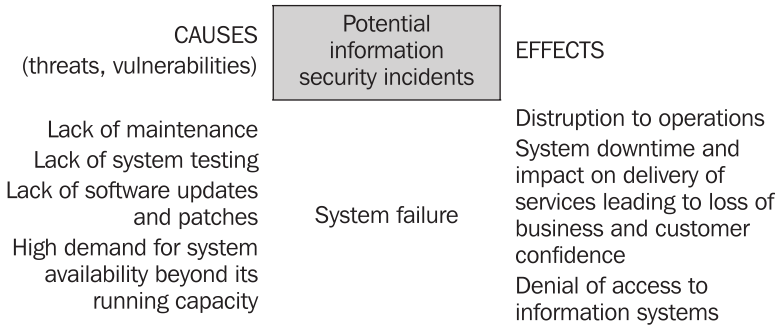 CAUSES
(threats, vulnerabilities)
Potential
information
security incidents
EFFECTS
Lack of maintenance
Lack of system testing
Lack of software updates
and patches
High demand for system
availability beyond its
running capacity
System failure
Distruption to operations
System downtime and
impact on delivery of
services leading to loss of
business and customer
confidence
Denial of access to
information systems